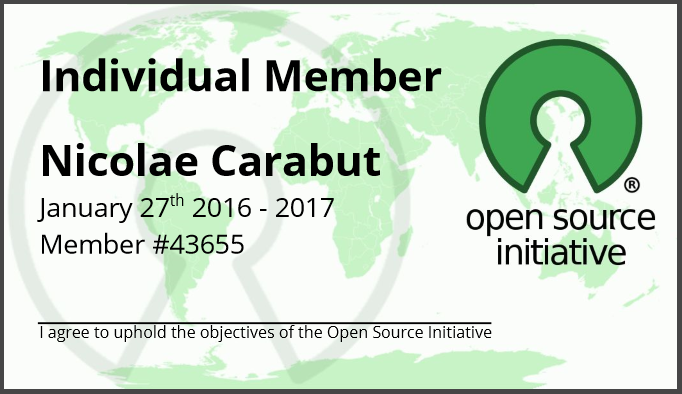 Individual Member
Nicolae Carabut
January 27th 2016 - 2017
Member #43655
I agree to uphold the objectives of the Open Source Initiative
®
open source
initiative